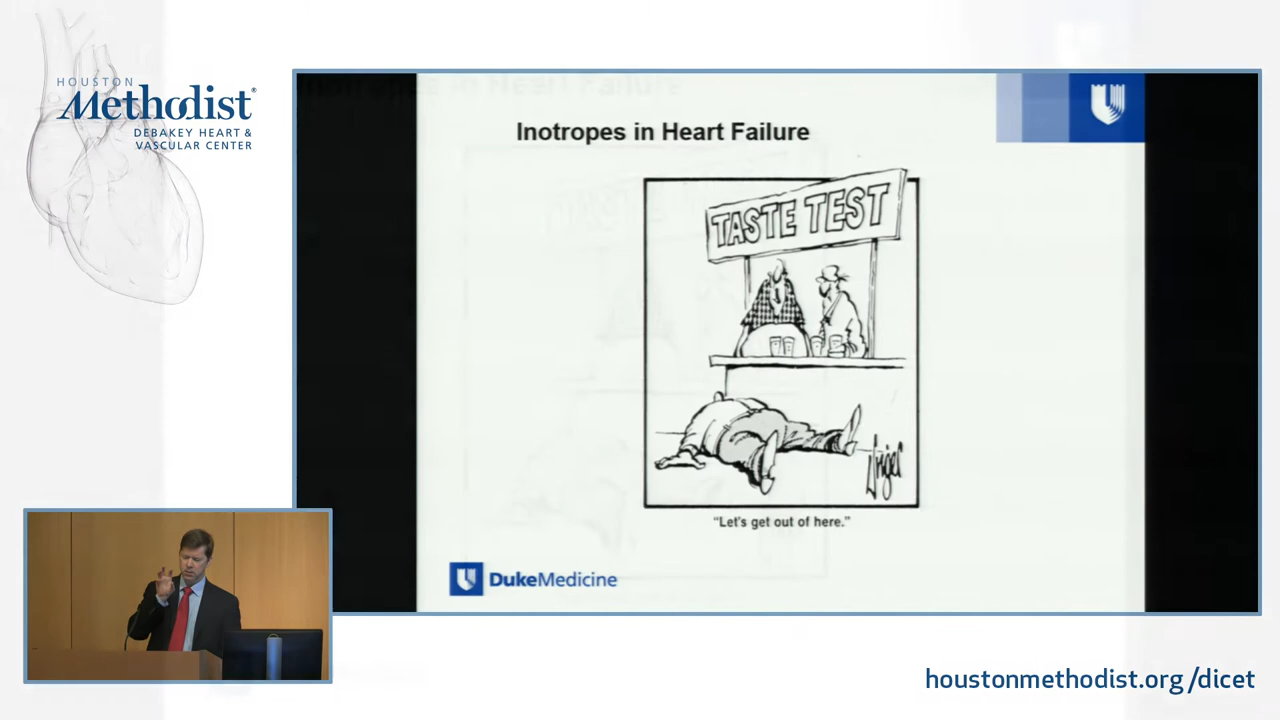 HOUSTON
Methodist®
DEBAKEY HEART &
VASCULAR CENTER
Inotropes in Heart Failure
TASTE TEST
"Let's get out of here."
DukeMedicine
houstonmethodist.org/dicet